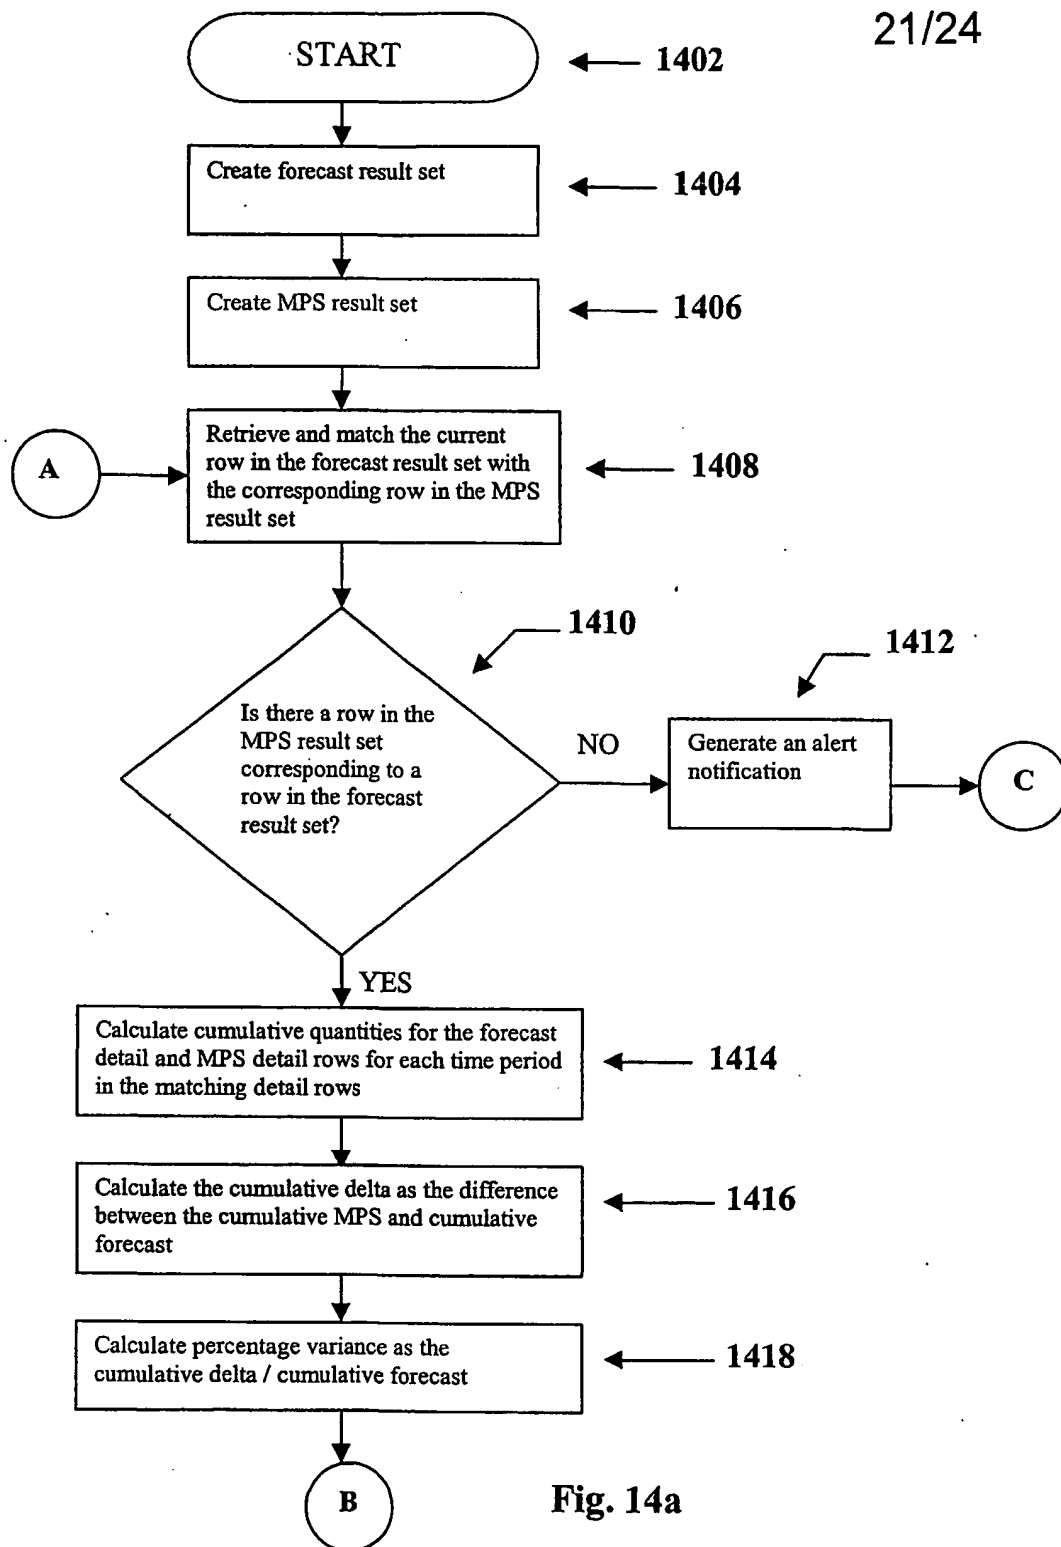 21/24
START
1402
Create forecast result set
1404
Create MPS result set
1406
A
Retrieve and match the current
row in the forecast result set with
the corresponding row in the MPS
result set
1408
1410
1412
Is there a row in the
MPS result set
corresponding to a
row in the forecast
result set?
NO
Generate an alert
notification
C
YES
Calculate cumulative quantities for the forecast
detail and MPS detail rows for each time period
in the matching detail rows
1414
Calculate the cumulative delta as the difference
between the cumulative MPS and cumulative
forecast
1416
Calculate percentage variance as the
cumulative delta / cumulative forecast
1418
B
Fig. 14a